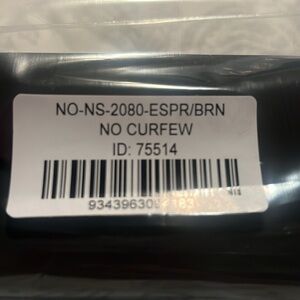 NO-NS-2080-ESPR/BRN
NO CURFEW
ID: 75514